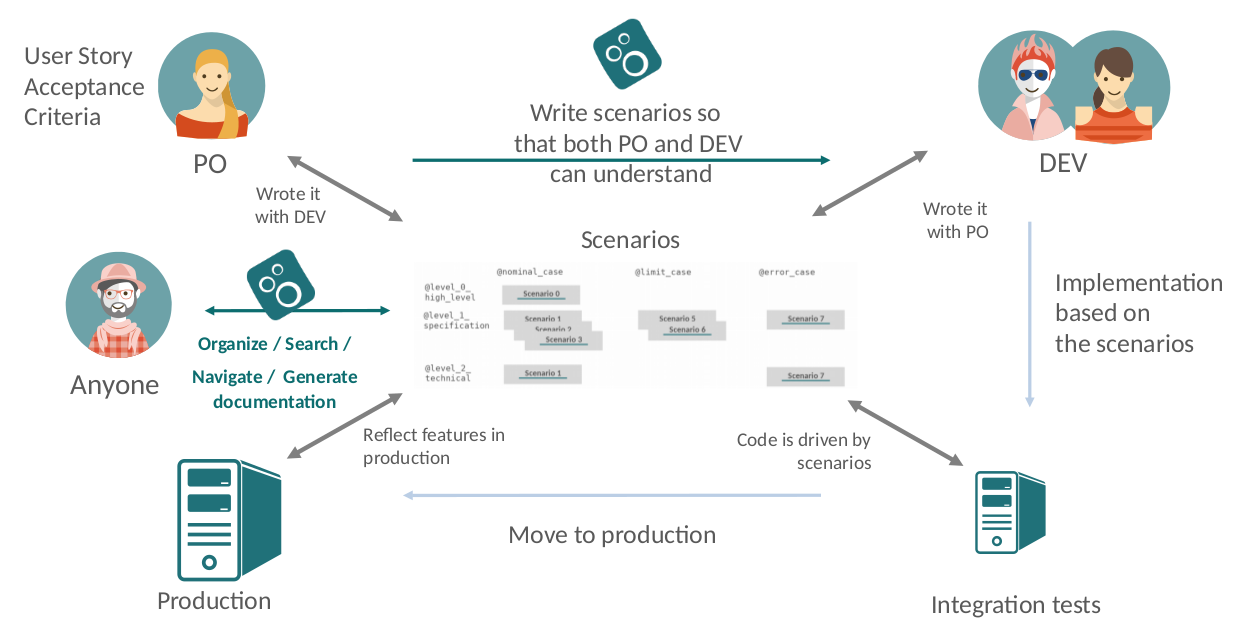 User Story
Acceptance
Criteria
PO
Write scenarios so
that both PO and DEV
can understand
DEV
Wrote it
with DEV
Wrote it
with PO
Scenarios
@nominal_case @limit_case @error_case
@level_0_
high_level
Scenario 0
@level_1_
specification
Scenario 1
Scenario 2
Scenario 3
Scenario 5
Scenario 6
Scenario 7
@level_2_
technical
Scenario 1
Scenario 7
Anyone
Organize / Search /
Navigate / Generate
documentation
Implementation
based on
the scenarios
Reflect features in
production
Code is driven by
scenarios
Move to production
Production
Integration tests